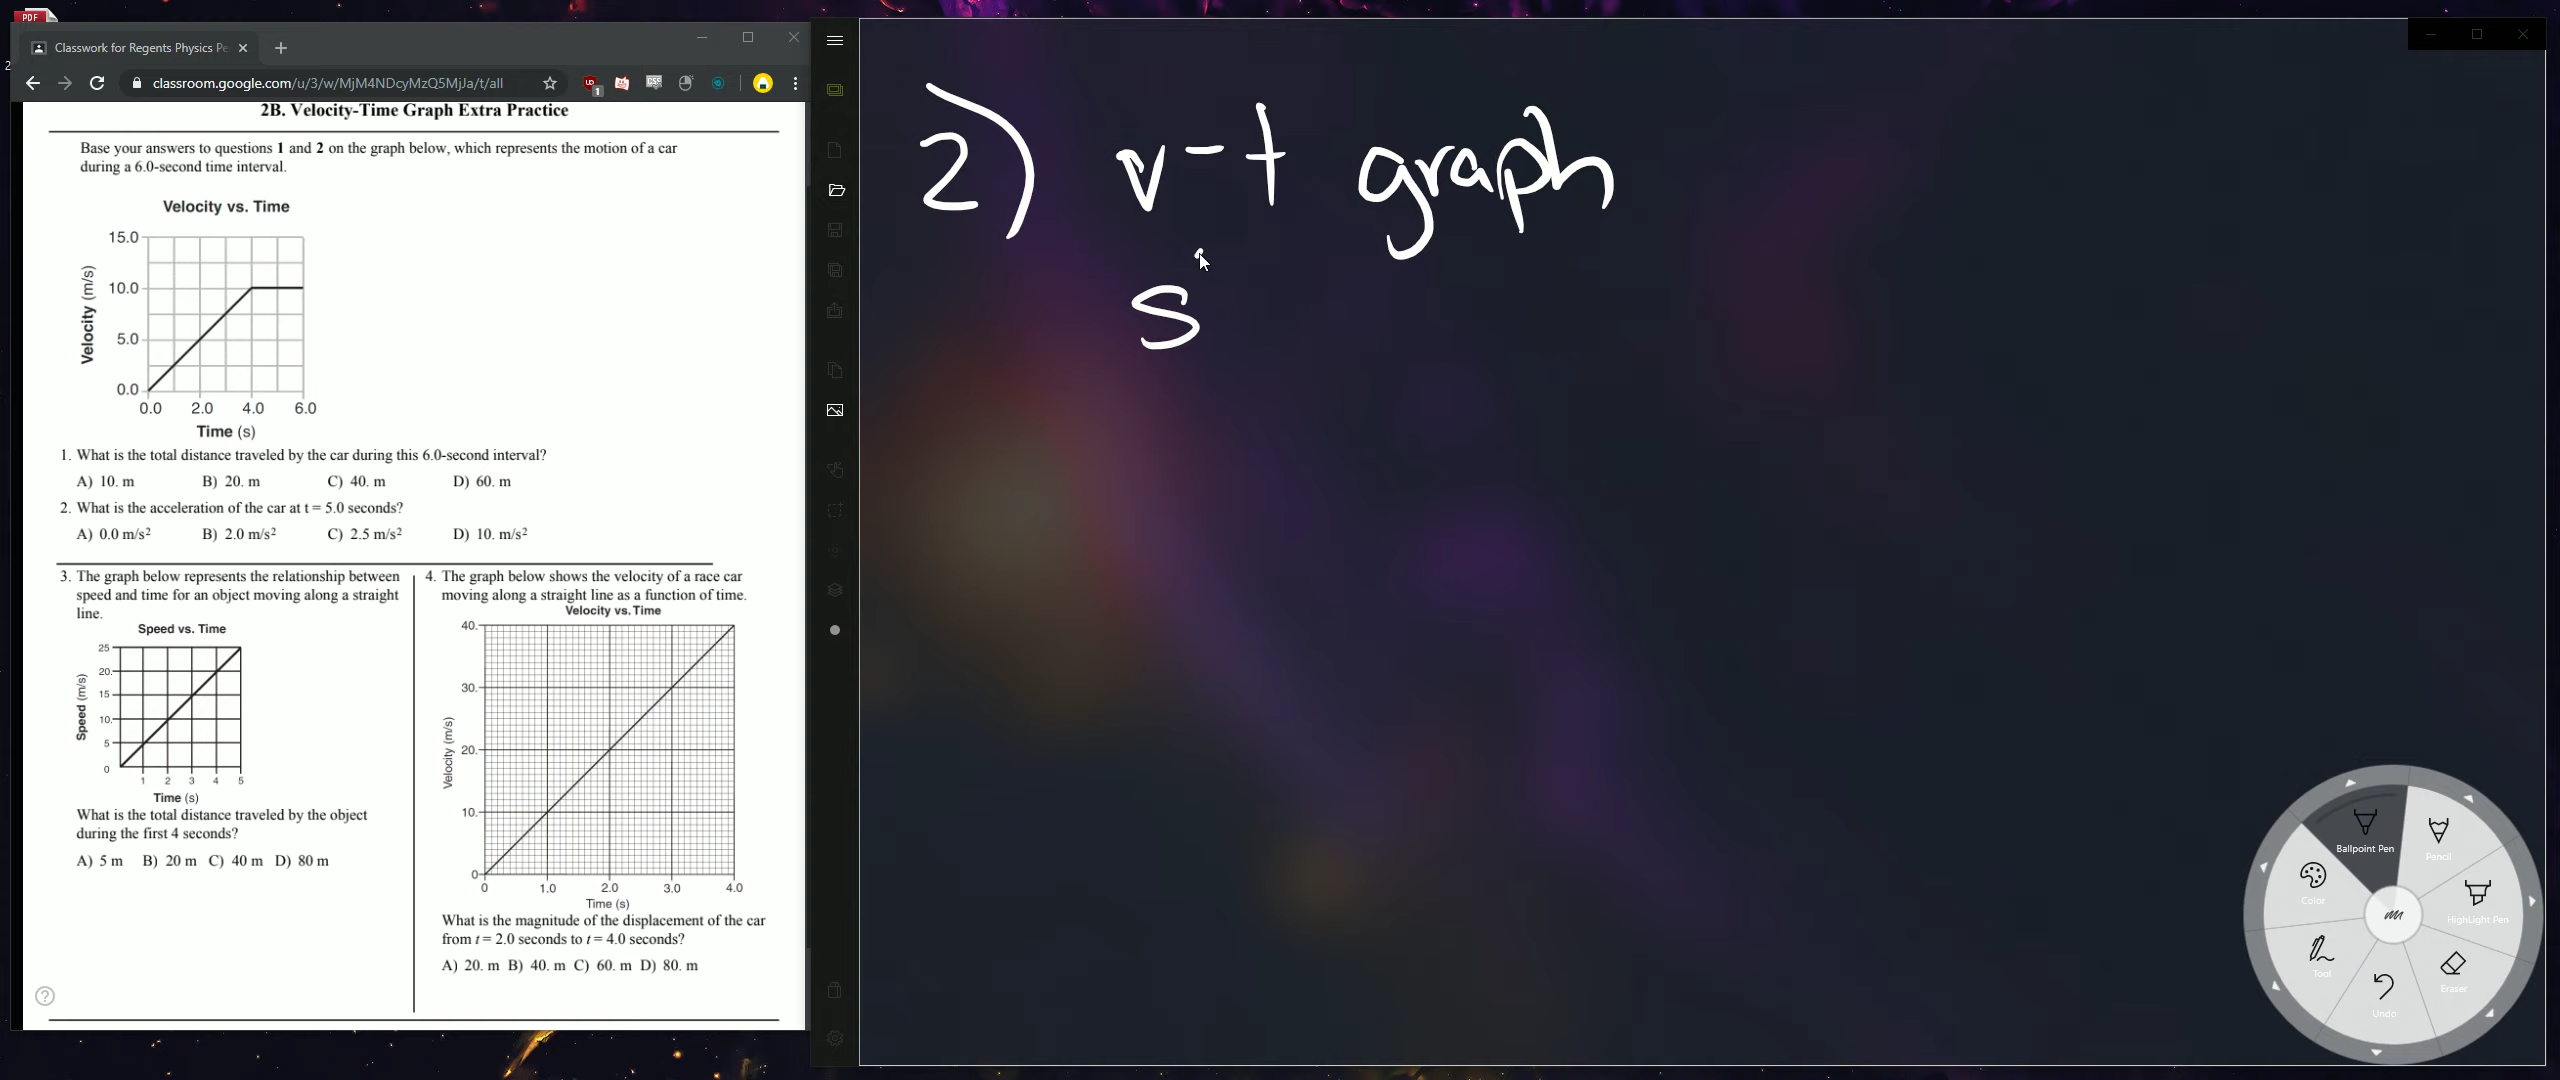 PDF
Classwork for Regents Physics Pe
classroom.google.com/u/3/w/MjM4NDcyMzQ5MjJa/t/all
1
2
2B. Velocity-Time Graph Extra Practice
Base your answers to questions 1 and 2 on the graph below, which represents the motion of a car
during a 6.0-second time interval.
Velocity vs. Time
Velocity (m/s)
15.0
10.0
5.0
0.0
0.0 2.0 4.0 6.0
Time (s)
1. What is the total distance traveled by the car during this 6.0-second interval?
A) 10. m B) 20. m C) 40. m D) 60. m
2. What is the acceleration of the car at t = 5.0 seconds?
A) 0.0 m/s² B) 2.0 m/s² C) 2.5 m/s² D) 10. m/s²
3. The graph below represents the relationship between
speed and time for an object moving along a straight
line.
Speed vs. Time
Speed (m/s)
25
20
15
10
5
0
1 2 3 4 5
Time (s)
What is the total distance traveled by the object
during the first 4 seconds?
A) 5 m B) 20 m C) 40 m D) 80 m
4. The graph below shows the velocity of a race car
moving along a straight line as a function of time.
Velocity vs. Time
Velocity (m/s)
40.
30.
20.
10.
0
0 1.0 2.0 3.0 4.0
Time (s)
What is the magnitude of the displacement of the car
from t = 2.0 seconds to t = 4.0 seconds?
A) 20. m B) 40. m C) 60. m D) 80. m
2) v-t graph
s
Ballpoint Pen
Pencil
HighLight Pen
Eraser
Undo
Tool
Color